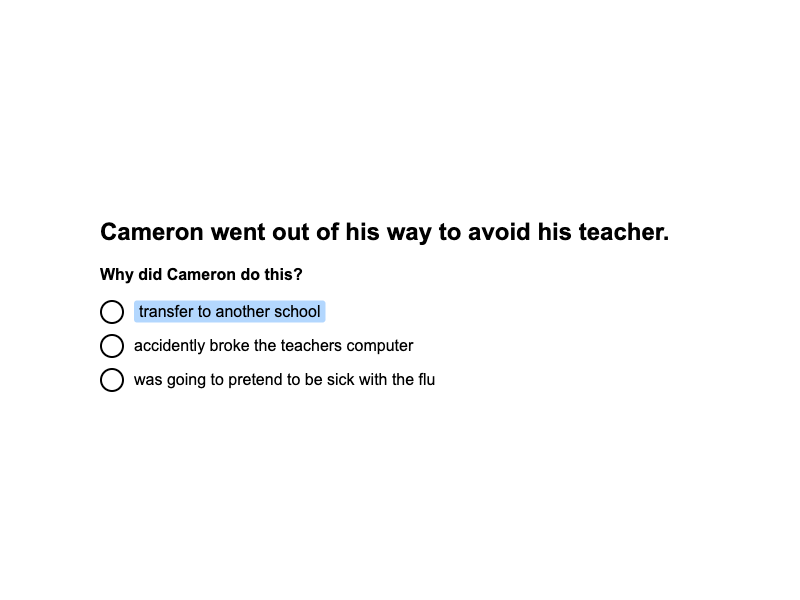 Cameron went out of his way to avoid his teacher.
Why did Cameron do this?
transfer to another school
accidently broke the teachers computer
was going to pretend to be sick with the flu